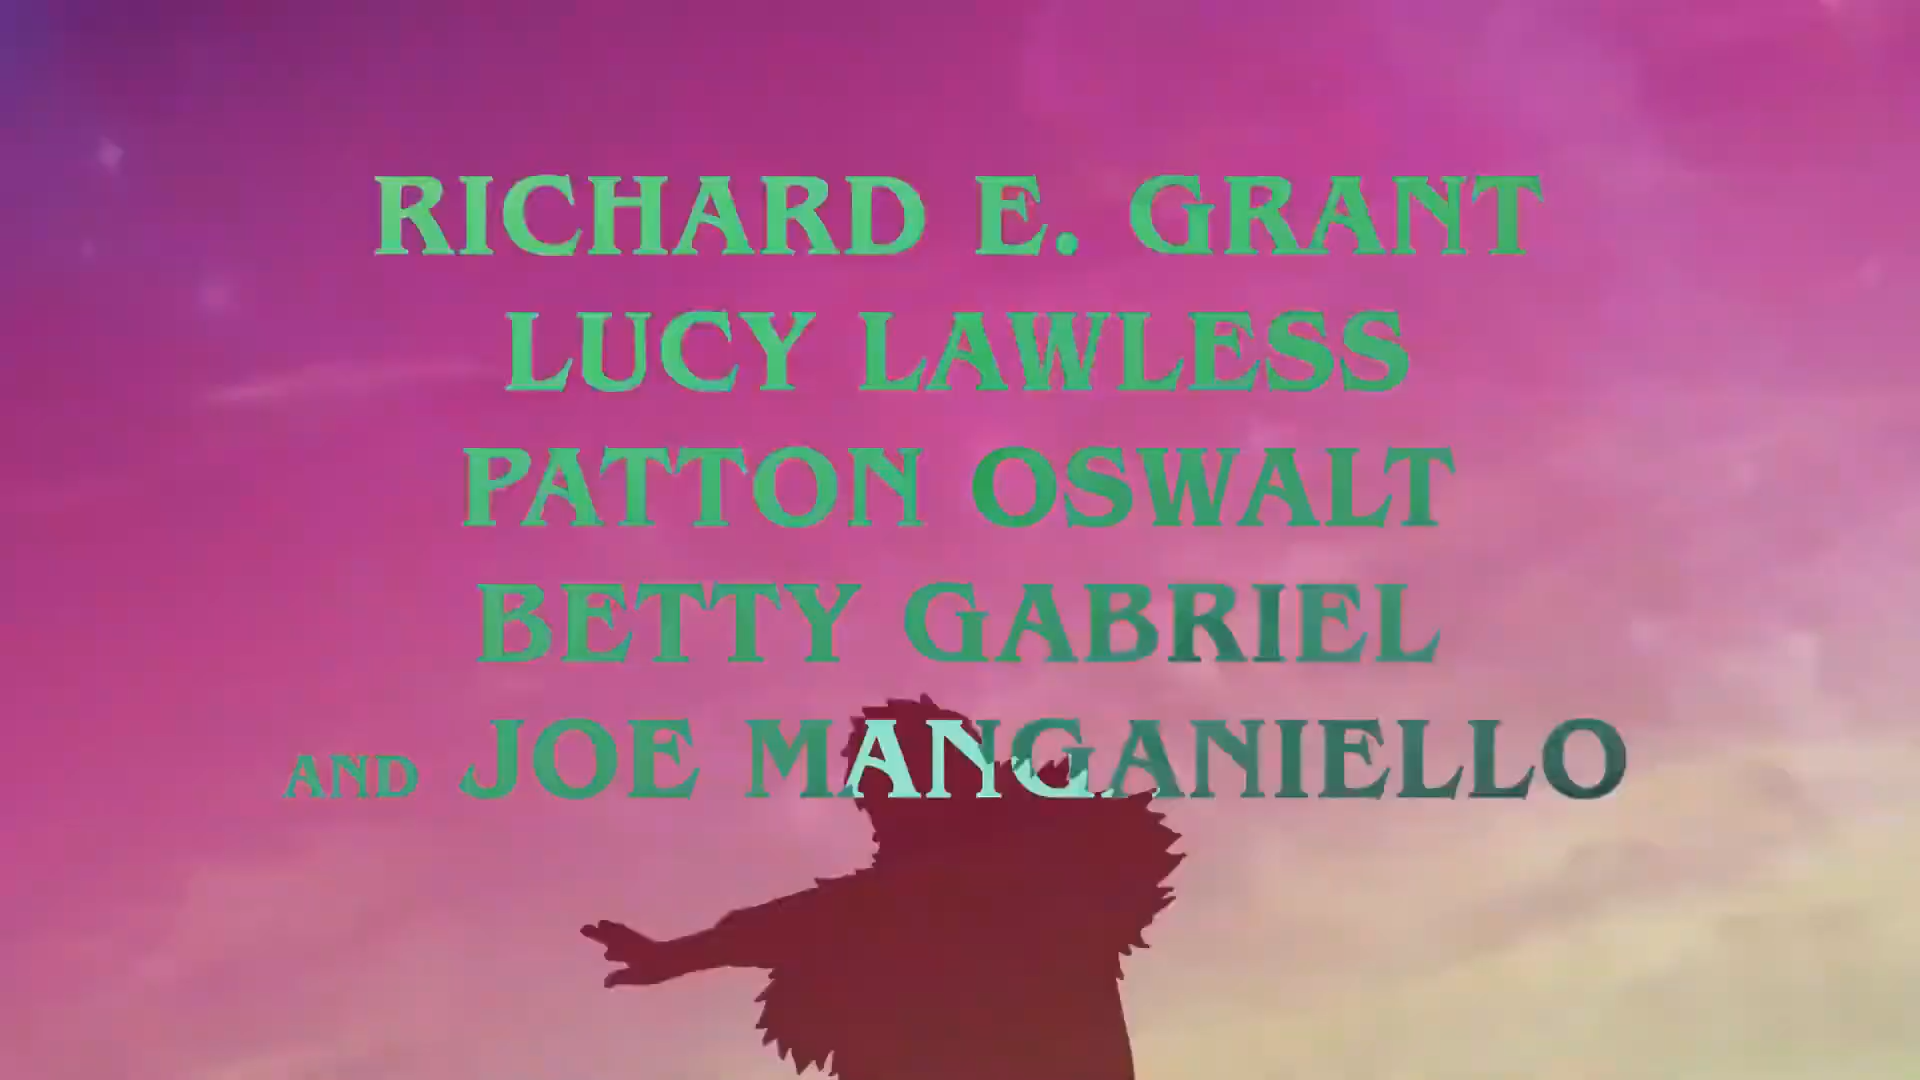 RICHARD E. GRANT
LUCY LAWLESS
PATTON OSWALT
BETTY GABRIEL
AND JOE MANGANIELLO